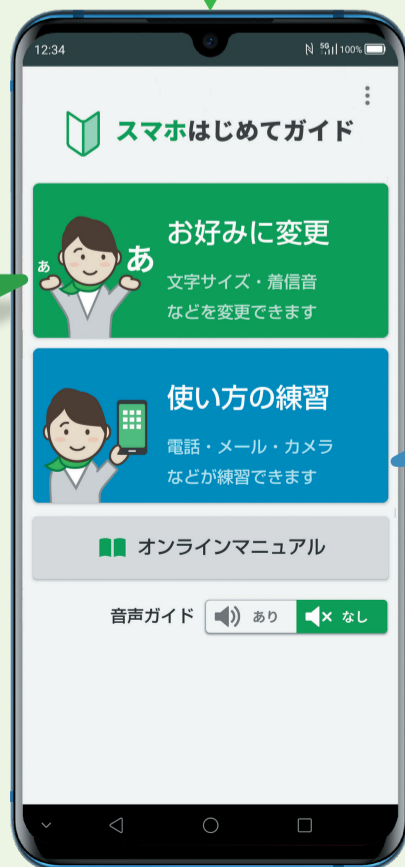 12:34
5G 100%
スマホはじめてガイド
あ
あ
お好みに変更
文字サイズ・着信音
などを変更できます
使い方の練習
電話・メール・カメラ
などが練習できます
オンラインマニュアル
音声ガイド あり なし